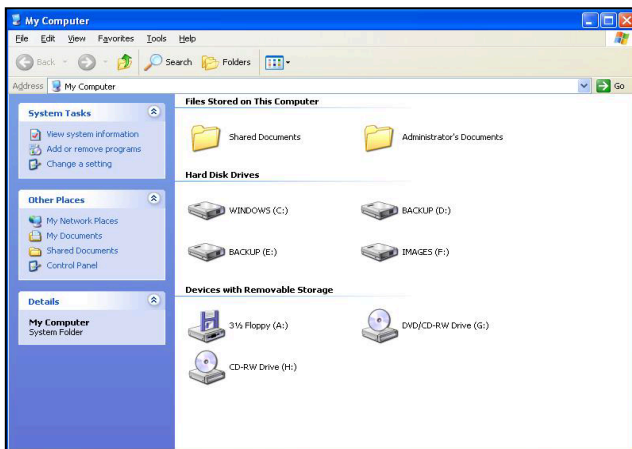 My Computer
File Edit View Favorites Tools Help
Back Search Folders
Address My Computer Go
System Tasks
View system information
Add or remove programs
Change a setting
Other Places
My Network Places
My Documents
Shared Documents
Control Panel
Details
My Computer
System Folder
Files Stored on This Computer
Shared Documents Administrator's Documents
Hard Disk Drives
WINDOWS (C:) BACKUP (D:)
BACKUP (E:) IMAGES (F:)
Devices with Removable Storage
3½ Floppy (A:) DVD/CD-RW Drive (G:)
CD-RW Drive (H:)